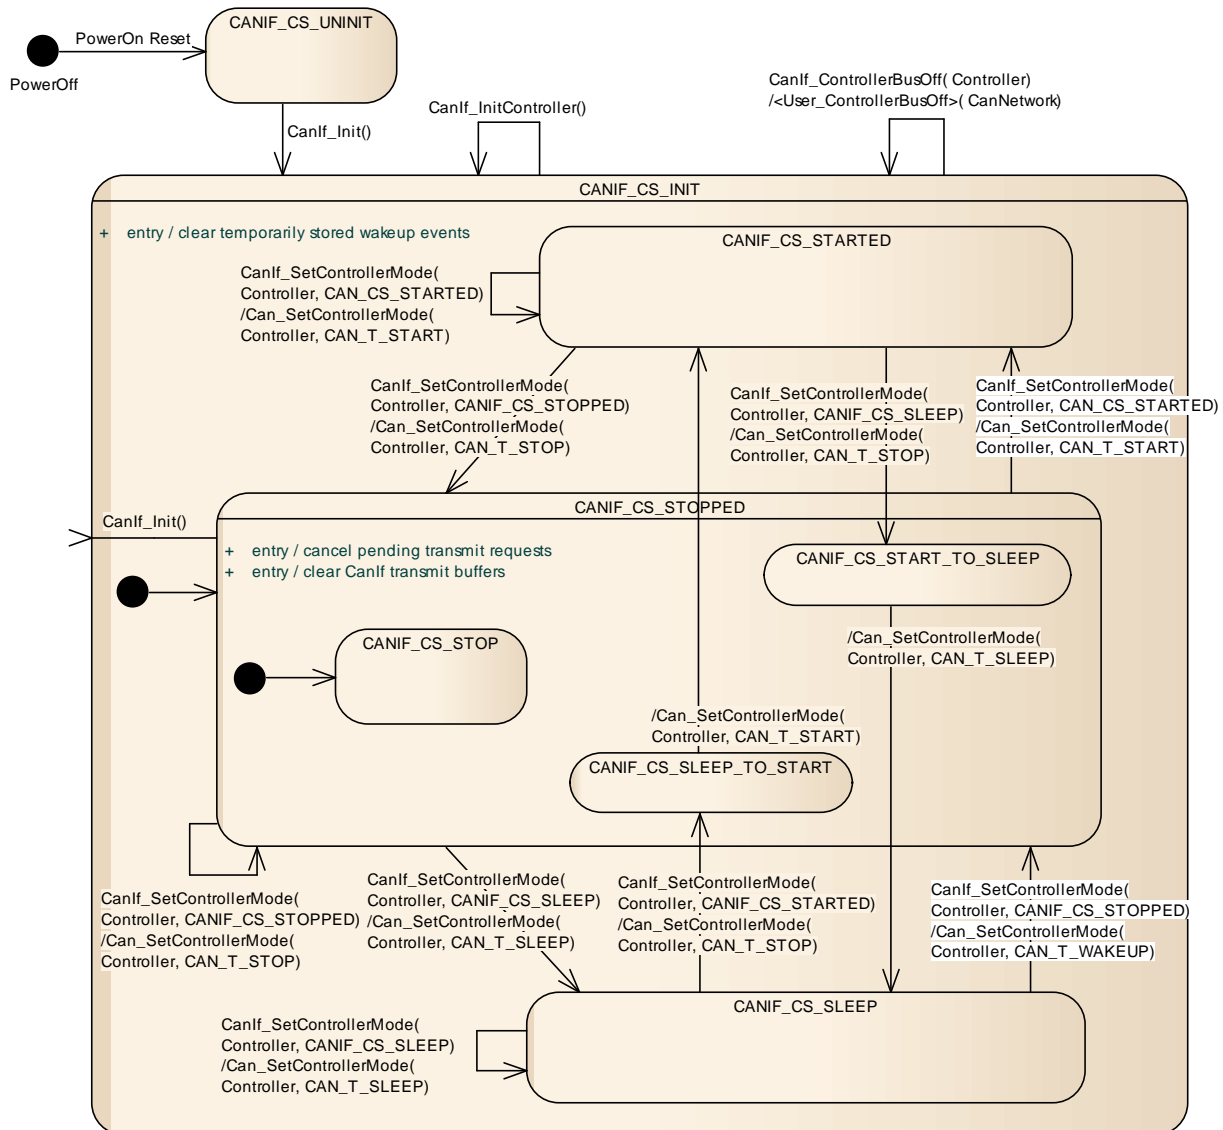 CANIF_CS_UNINIT
PowerOn Reset
PowerOff
CanIf_Init()
CanIf_InitController()
CanIf_ControllerBusOff( Controller)
/<User_ControllerBusOff>( CanNetwork)
CANIF_CS_INIT
+ entry / clear temporarily stored wakeup events
CANIF_CS_STARTED
CanIf_SetControllerMode(
Controller, CAN_CS_STARTED)
/Can_SetControllerMode(
Controller, CAN_T_START)
CanIf_SetControllerMode(
Controller, CANIF_CS_STOPPED)
/Can_SetControllerMode(
Controller, CAN_T_STOP)
CanIf_SetControllerMode(
Controller, CANIF_CS_SLEEP)
/Can_SetControllerMode(
Controller, CAN_T_STOP)
CanIf_SetControllerMode(
Controller, CAN_CS_STARTED)
/Can_SetControllerMode(
Controller, CAN_T_START)
CANIF_CS_STOPPED
CanIf_Init()
+ entry / cancel pending transmit requests
+ entry / clear CanIf transmit buffers
CANIF_CS_START_TO_SLEEP
CANIF_CS_STOP
/Can_SetControllerMode(
Controller, CAN_T_SLEEP)
/Can_SetControllerMode(
Controller, CAN_T_START)
CANIF_CS_SLEEP_TO_START
CanIf_SetControllerMode(
Controller, CANIF_CS_STOPPED)
/Can_SetControllerMode(
Controller, CAN_T_STOP)
CanIf_SetControllerMode(
Controller, CANIF_CS_SLEEP)
/Can_SetControllerMode(
Controller, CAN_T_SLEEP)
CanIf_SetControllerMode(
Controller, CANIF_CS_STARTED)
/Can_SetControllerMode(
Controller, CAN_T_STOP)
CanIf_SetControllerMode(
Controller, CANIF_CS_STOPPED)
/Can_SetControllerMode(
Controller, CAN_T_WAKEUP)
CANIF_CS_SLEEP
CanIf_SetControllerMode(
Controller, CANIF_CS_SLEEP)
/Can_SetControllerMode(
Controller, CAN_T_SLEEP)